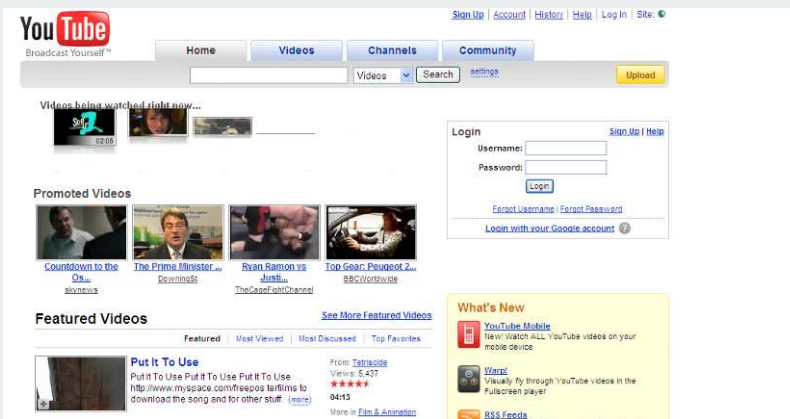 Sign Up | Account | History | Help | Log In | Site:
YouTube
Broadcast Yourself™
Home Videos Channels Community
Videos Search settings Upload
Videos being watched right now...
02:05
Login Sign Up | Help
Username:
Password:
Login
Forgot Username | Forgot Password
Login with your Google account ?
Promoted Videos
Countdown to the Os...
skynews
The Prime Minister ...
DowningSt
Ryan Ramon vs Justi...
TheCageFightChannel
Top Gear: Peugeot 2...
BBCWorldwide
Featured Videos See More Featured Videos
Featured | Most Viewed | Most Discussed | Top Favorites
Put It To Use
Put It To Use Put It To Use Put It To Use
http://www.myspace.com/freepos terfilms to
download the song and for other stuff. (more)
From: Tetriscide
Views: 5,437
04:13
More in Film & Animation
What's New
YouTube Mobile
New! Watch ALL YouTube videos on your
mobile device
Warp!
Visually fly through YouTube videos in the
Fullscreen player
RSS Feeds